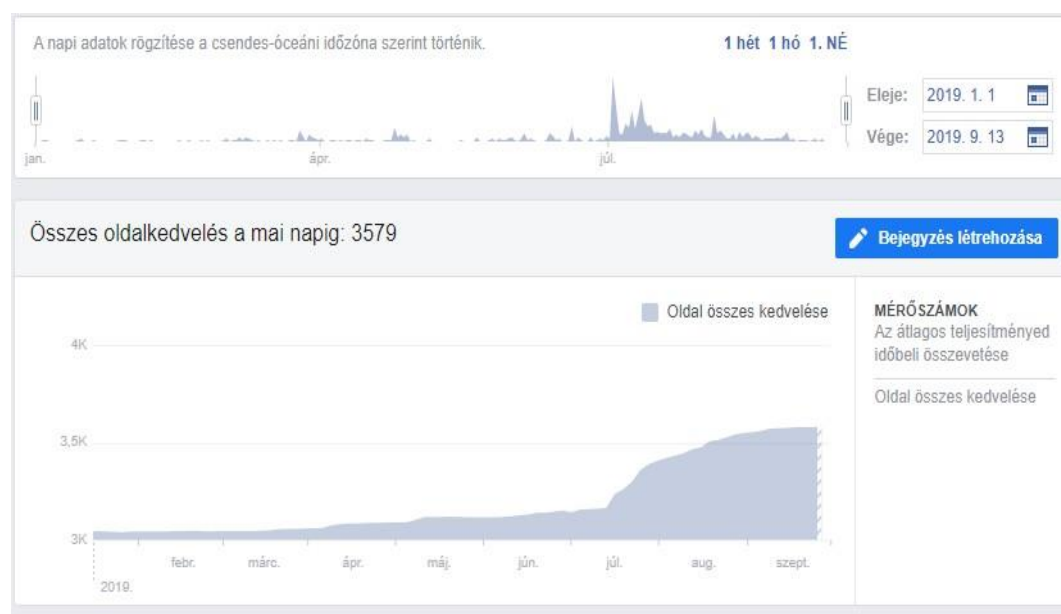 A napi adatok rögzítése a csendes-óceáni időzóna szerint történik.
1 hét 1 hó 1. NÉ
Eleje: 2019. 1. 1
Vége: 2019. 9. 13
jan. ápr. júl.
Összes oldalkedvelés a mai napig: 3579
Bejegyzés létrehozása
Oldal összes kedvelése
4K
3,5K
3K
febr. márc. ápr. máj. jún. júl. aug. szept.
2019.
MÉRŐSZÁMOK
Az átlagos teljesítményed
időbeli összevetése
Oldal összes kedvelése